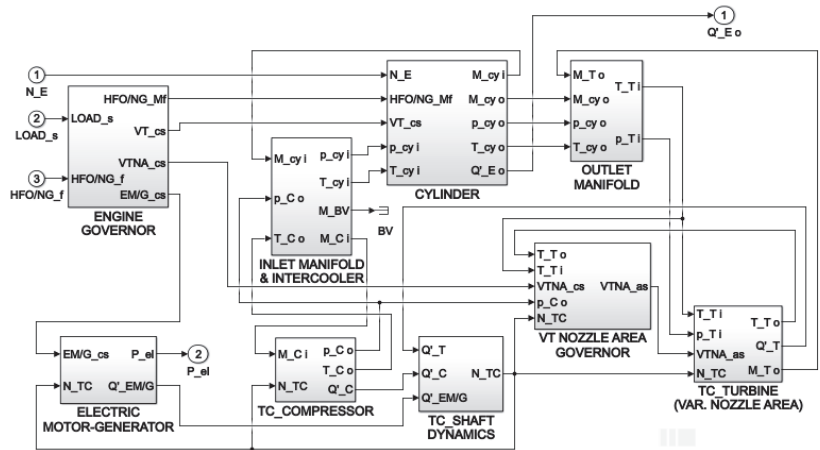 1
Q'_E o
1
N_E
2
LOAD_s
3
HFO/NG_f
LOAD_s
HFO/NG_f
HFO/NG_Mf
VT_cs
VTNA_cs
EM/G_cs
ENGINE
GOVERNOR
M_cy i
p_C o
T_C o
p_cy i
T_cy i
M_BV
M_C i
BV
INLET MANIFOLD
& INTERCOOLER
N_E
HFO/NG_Mf
VT_cs
p_cy i
T_cy i
M_cy i
M_cy o
p_cy o
T_cy o
Q'_E o
CYLINDER
M_T o
M_cy o
p_cy o
T_cy o
T_T i
p_T i
OUTLET
MANIFOLD
T_T o
T_T i
VTNA_cs
p_C o
N_TC
VTNA_as
VT NOZZLE AREA
GOVERNOR
T_T i
p_T i
VTNA_as
N_TC
T_T o
Q'_T
M_T o
TC_TURBINE
(VAR. NOZZLE AREA)
EM/G_cs
N_TC
P_el
Q'_EM/G
2
P_el
ELECTRIC
MOTOR-GENERATOR
M_C i
N_TC
p_C o
T_C o
Q'_C
TC_COMPRESSOR
Q'_T
Q'_C
Q'_EM/G
N_TC
TC_SHAFT
DYNAMICS